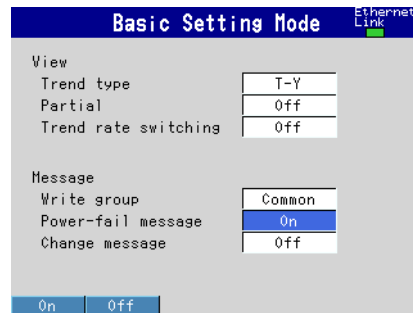 Basic Setting Mode
Ethernet
Link
View
Trend type T-Y
Partial Off
Trend rate switching Off
Message
Write group Common
Power-fail message On
Change message Off
On Off